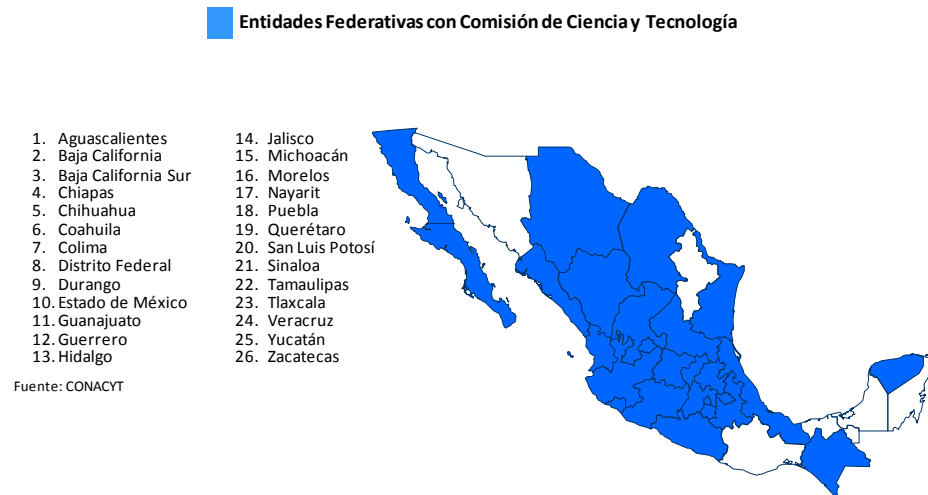 Entidades Federativas con Comisión de Ciencia y Tecnología
1. Aguascalientes
2. Baja California
3. Baja California Sur
4. Chiapas
5. Chihuahua
6. Coahuila
7. Colima
8. Distrito Federal
9. Durango
10. Estado de México
11. Guanajuato
12. Guerrero
13. Hidalgo
14. Jalisco
15. Michoacán
16. Morelos
17. Nayarit
18. Puebla
19. Querétaro
20. San Luis Potosí
21. Sinaloa
22. Tamaulipas
23. Tlaxcala
24. Veracruz
25. Yucatán
26. Zacatecas
Fuente: CONACYT